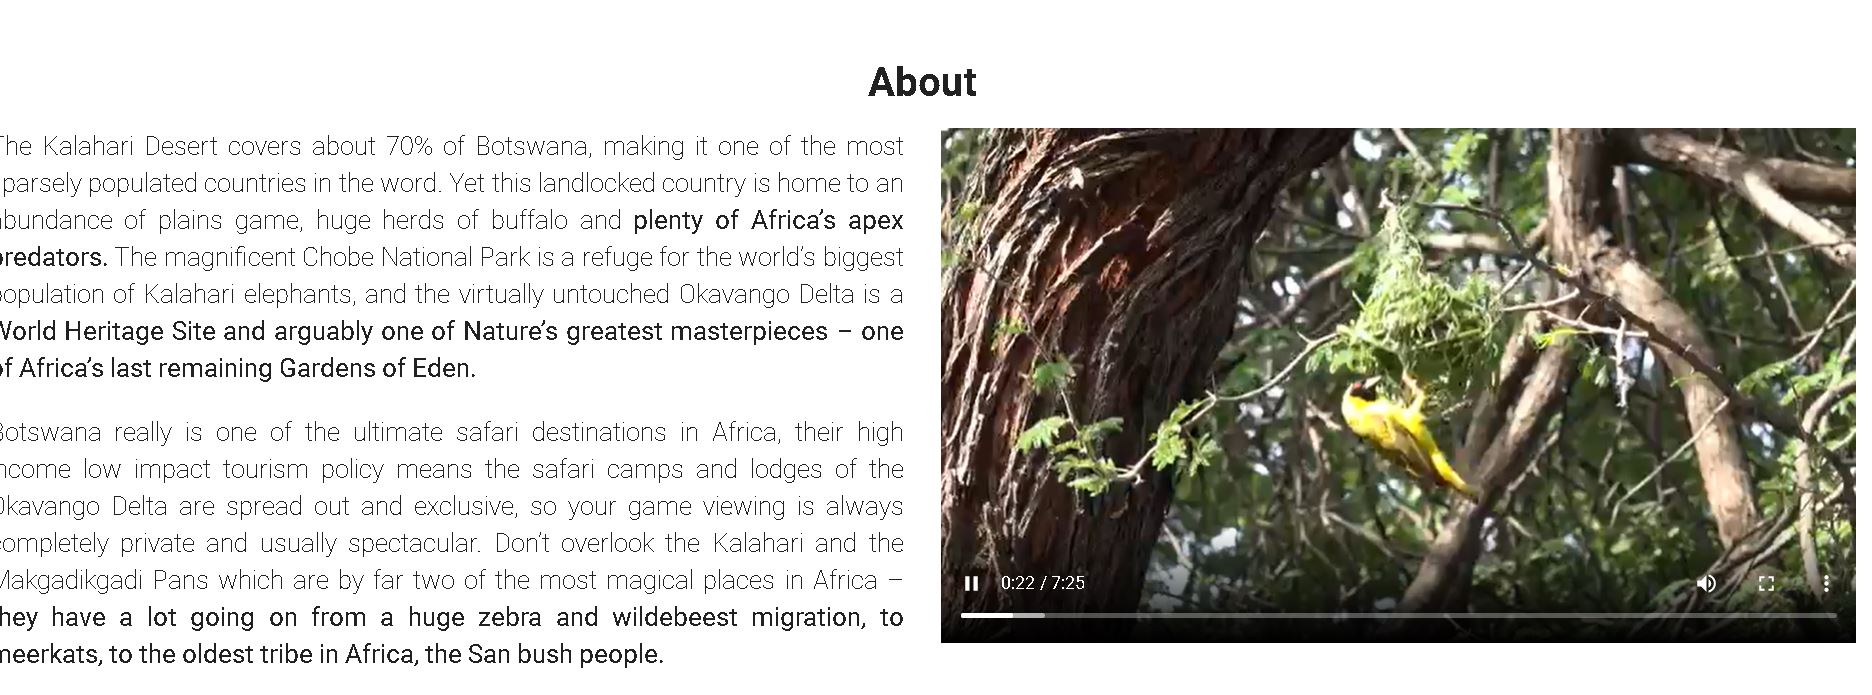 About
The Kalahari Desert covers about 70% of Botswana, making it one of the most
sparsely populated countries in the word. Yet this landlocked country is home to an
abundance of plains game, huge herds of buffalo and plenty of Africa’s apex
predators. The magnificent Chobe National Park is a refuge for the world’s biggest
population of Kalahari elephants, and the virtually untouched Okavango Delta is a
World Heritage Site and arguably one of Nature’s greatest masterpieces – one
of Africa’s last remaining Gardens of Eden.
Botswana really is one of the ultimate safari destinations in Africa, their high
income low impact tourism policy means the safari camps and lodges of the
Okavango Delta are spread out and exclusive, so your game viewing is always
completely private and usually spectacular. Don’t overlook the Kalahari and the
Makgadikgadi Pans which are by far two of the most magical places in Africa –
they have a lot going on from a huge zebra and wildebeest migration, to
meerkats, to the oldest tribe in Africa, the San bush people.
0:22 / 7:25